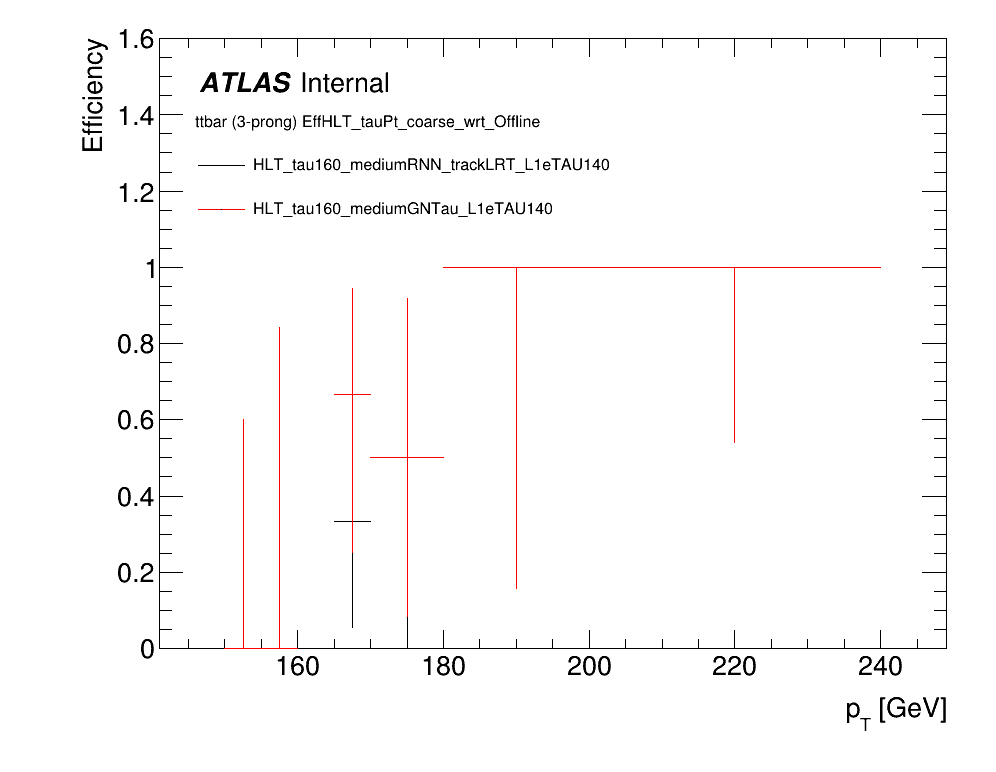 Efficiency
1.6
1.4
1.2
1
0.8
0.6
0.4
0.2
0
ATLAS Internal
ttbar (3-prong) EffHLT_tauPt_coarse_wrt_Offline
HLT_tau160_mediumRNN_trackLRT_L1eTAU140
HLT_tau160_mediumGNTau_L1eTAU140
160 180 200 220 240
p_T [GeV]